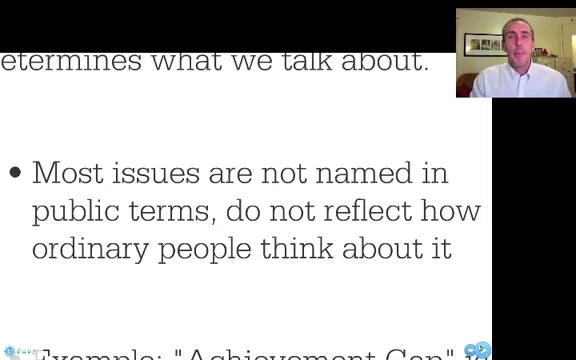 etermines what we talk about.
• Most issues are not named in
public terms, do not reflect how
ordinary people think about it
Example: "Achievement Gap"